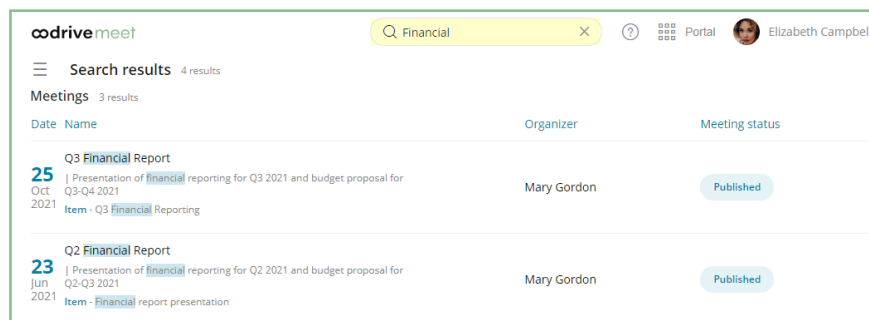 oodrive meet
Financial
Portal
Elizabeth Campbel
Search results 4 results
Meetings 3 results
Date Name Organizer Meeting status
Q3 Financial Report
25 Oct 2021
| Presentation of financial reporting for Q3 2021 and budget proposal for
Q3-Q4 2021
Item - Q3 Financial Reporting
Mary Gordon
Published
Q2 Financial Report
23 Jun 2021
| Presentation of financial reporting for Q2 2021 and budget proposal for
Q2-Q3 2021
Item - Financial report presentation
Mary Gordon
Published